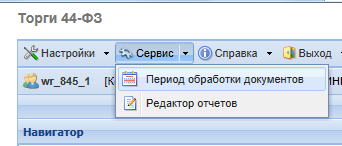 Торги 44-ФЗ
Настройки Сервис Справка Выход
wr_845_1
Период обработки документов
Редактор отчетов
Навигатор